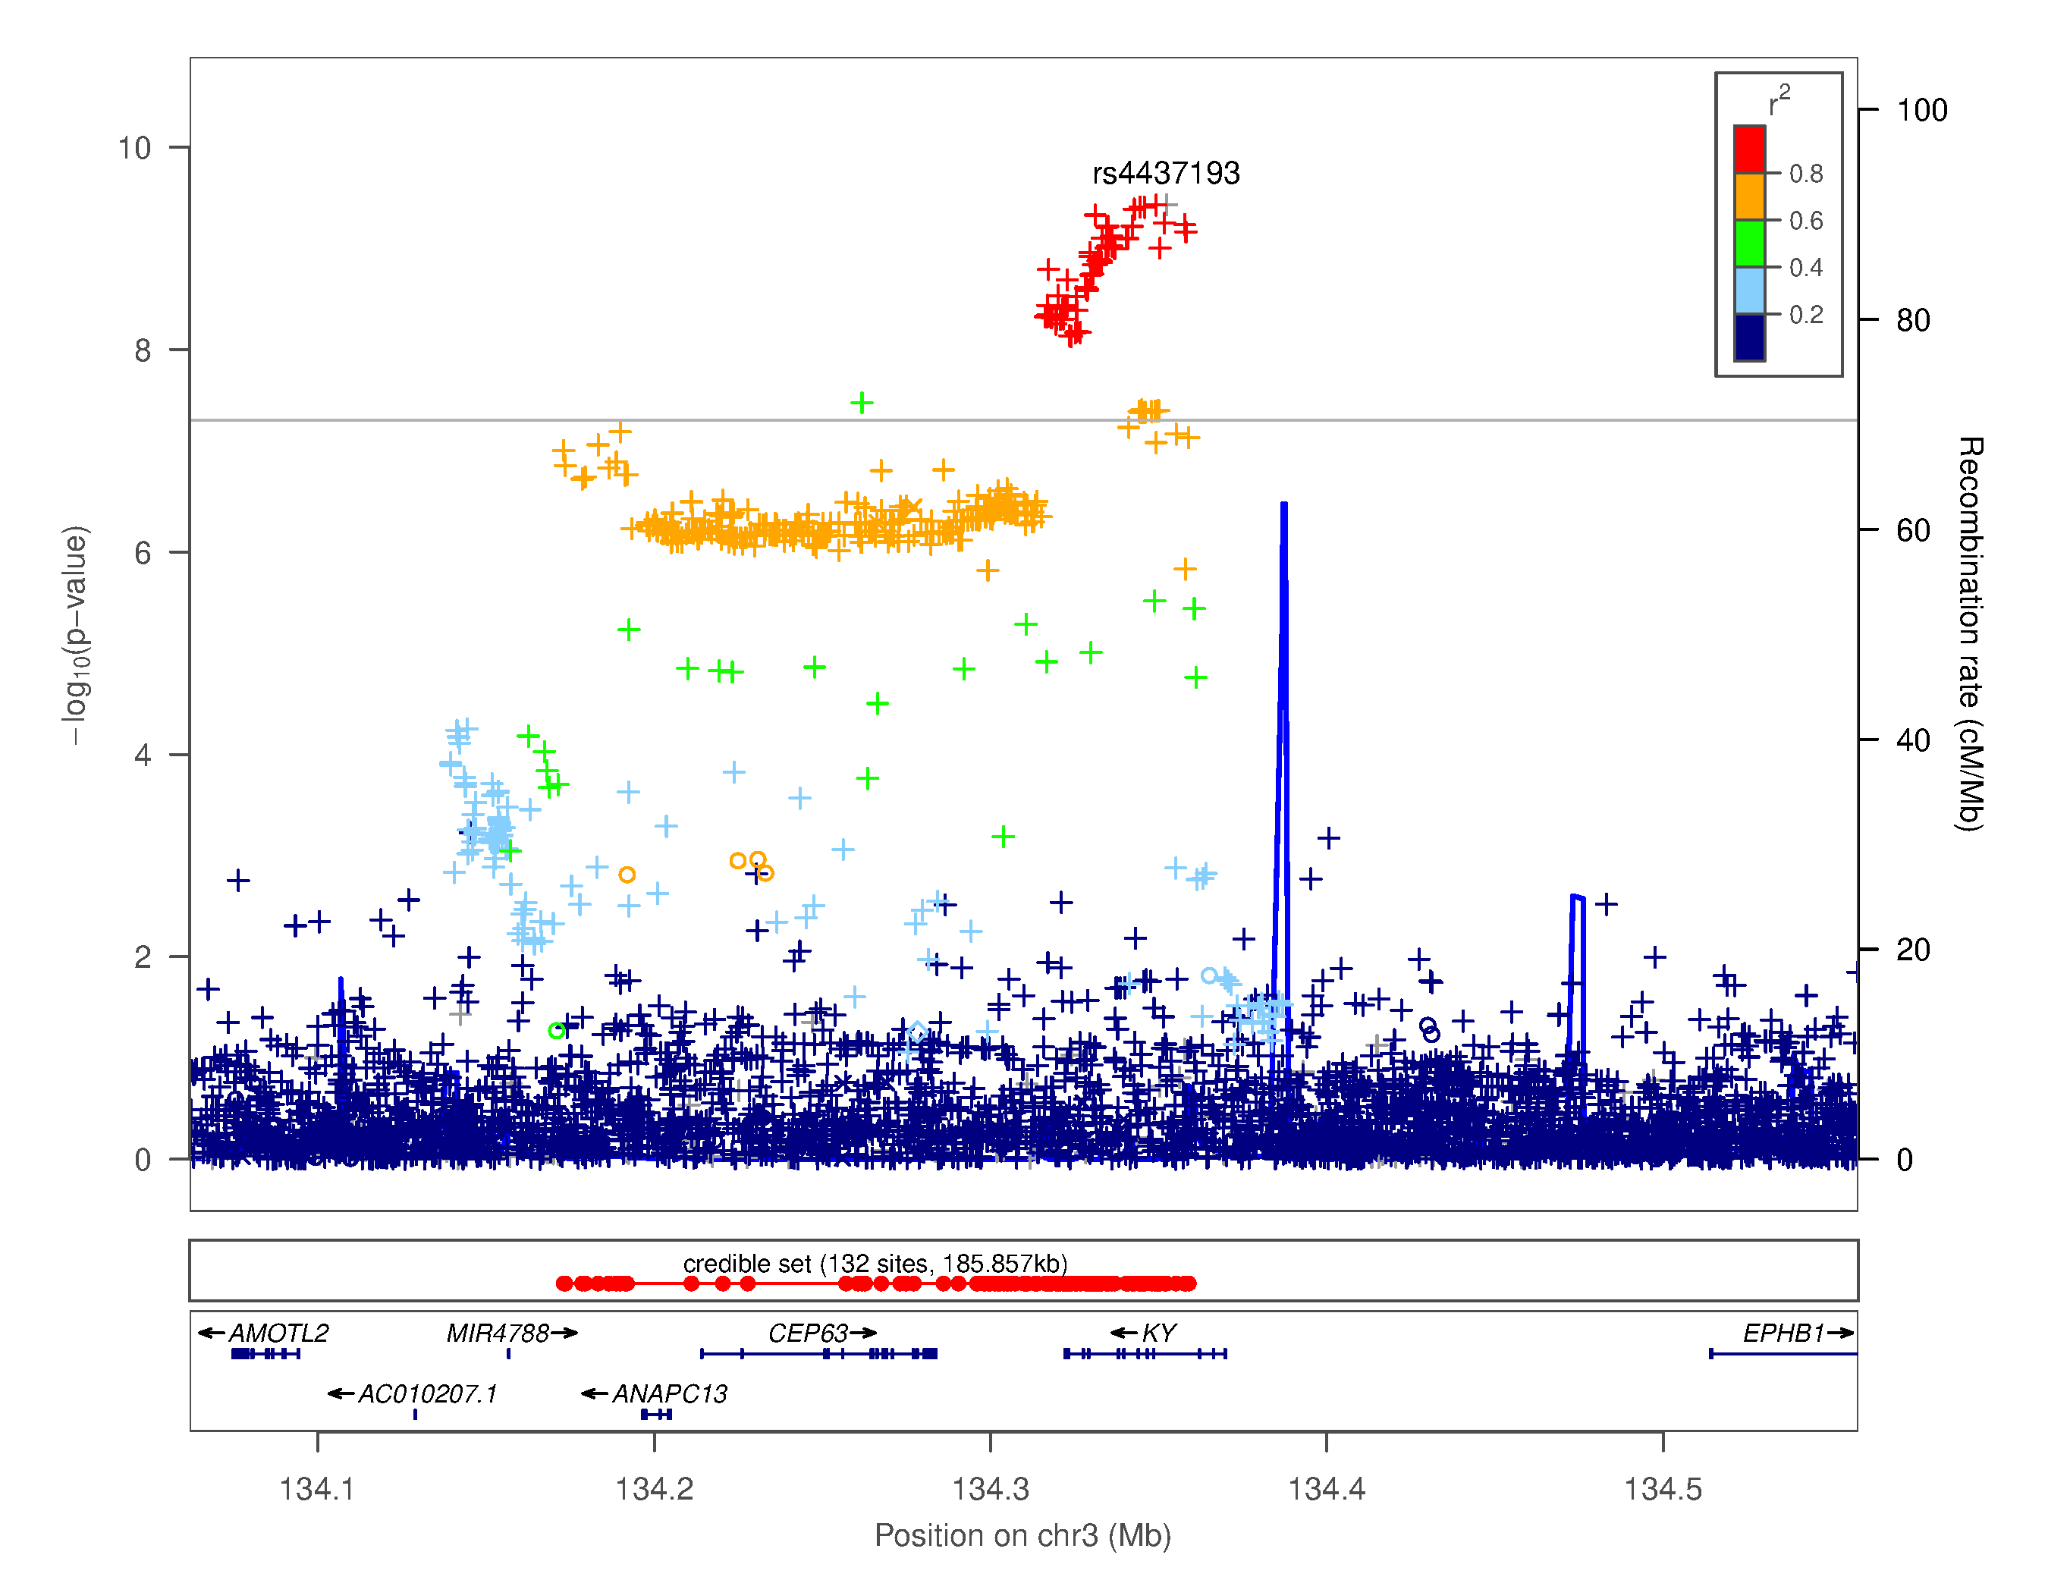 rs4437193
r2
0.8
0.6
0.4
0.2
10
8
6
4
2
0
−log10(p−value)
100
80
60
40
20
0
Recombination rate (cM/Mb)
credible set (132 sites, 185.857kb)
←AMOTL2 MIR4788→ CEP63→ ←KY EPHB1→
←AC010207.1 ←ANAPC13
134.1 134.2 134.3 134.4 134.5
Position on chr3 (Mb)